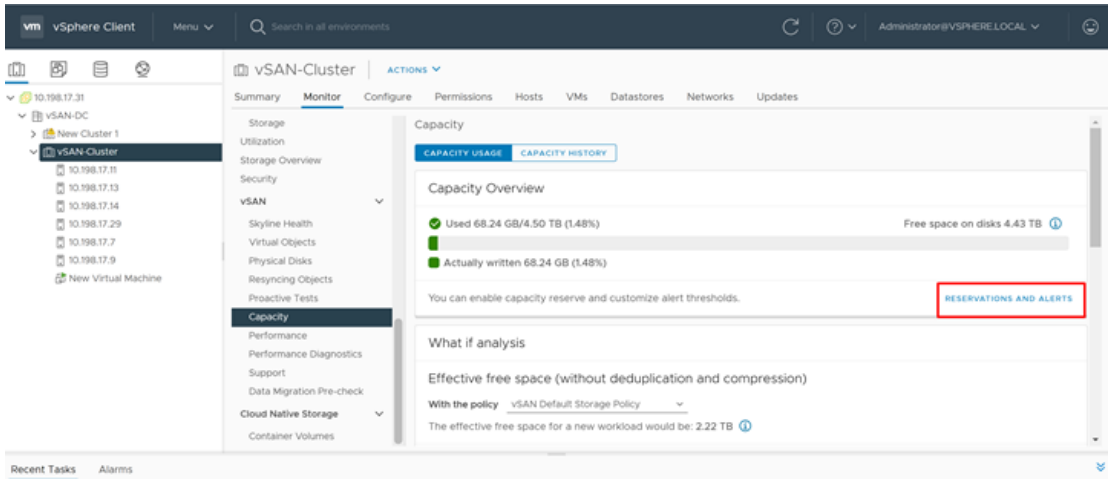 vm vSphere Client Menu Search in all environments Administrator@VSPHERE.LOCAL
vSAN-Cluster ACTIONS
Summary Monitor Configure Permissions Hosts VMs Datastores Networks Updates
10.198.17.31
vSAN-DC
New Cluster 1
vSAN-Cluster
10.198.17.11
10.198.17.13
10.198.17.14
10.198.17.29
10.198.17.7
10.198.17.9
New Virtual Machine
Storage
Utilization
Storage Overview
Security
vSAN
Skyline Health
Virtual Objects
Physical Disks
Resyncing Objects
Proactive Tests
Capacity
Performance
Performance Diagnostics
Support
Data Migration Pre-check
Cloud Native Storage
Container Volumes
Capacity
CAPACITY USAGE CAPACITY HISTORY
Capacity Overview
Used 68.24 GB/4.50 TB (1.48%) Free space on disks 4.43 TB
Actually written 68.24 GB (1.48%)
You can enable capacity reserve and customize alert thresholds. RESERVATIONS AND ALERTS
What if analysis
Effective free space (without deduplication and compression)
With the policy vSAN Default Storage Policy
The effective free space for a new workload would be: 2.22 TB
Recent Tasks Alarms